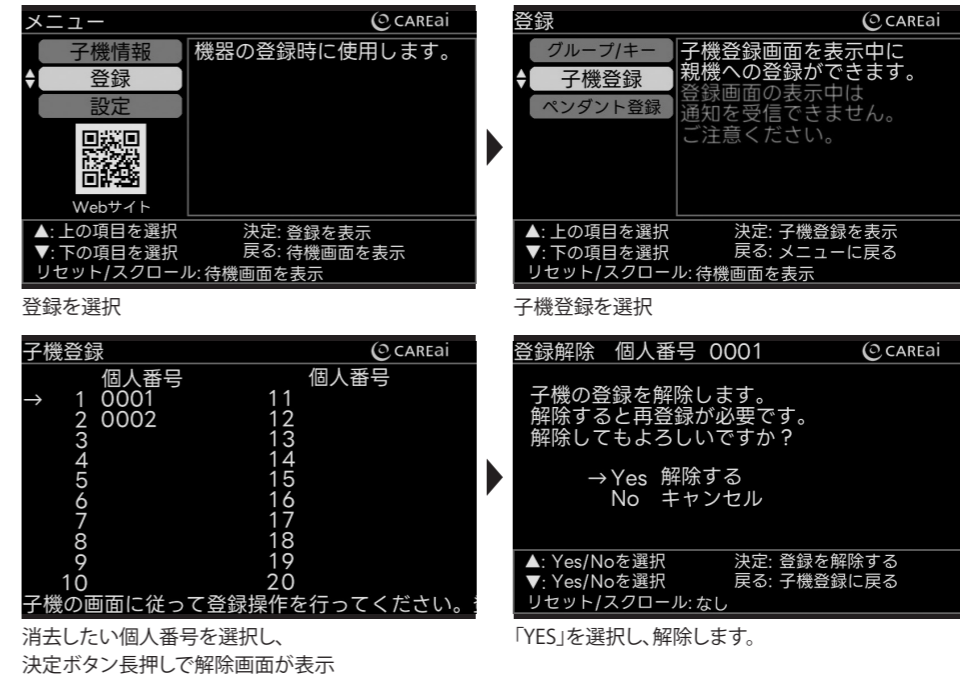 メニュー CAREai
子機情報
登録
設定
機器の登録時に使用します。
Webサイト
▲:上の項目を選択 決定: 登録を表示
▼:下の項目を選択 戻る: 待機画面を表示
リセット/スクロール:待機画面を表示
登録を選択
登録 CAREai
グループ/キー
子機登録
ペンダント登録
子機登録画面を表示中に
親機への登録ができます。
登録画面の表示中は
通知を受信できません。
ご注意ください。
▲:上の項目を選択 決定: 子機登録を表示
▼:下の項目を選択 戻る: メニューに戻る
リセット/スクロール:待機画面を表示
子機登録を選択
子機登録 CAREai
個人番号 個人番号
→ 1 0001 11
2 0002 12
3 13
4 14
5 15
6 16
7 17
8 18
9 19
10 20
子機の画面に従って登録操作を行ってください。
消去したい個人番号を選択し、
決定ボタン長押しで解除画面が表示
登録解除 個人番号 0001 CAREai
子機の登録を解除します。
解除すると再登録が必要です。
解除してもよろしいですか？
→Yes 解除する
No キャンセル
▲: Yes/Noを選択 決定: 登録を解除する
▼: Yes/Noを選択 戻る: 子機登録に戻る
リセット/スクロール:なし
「YES」を選択し、解除します。